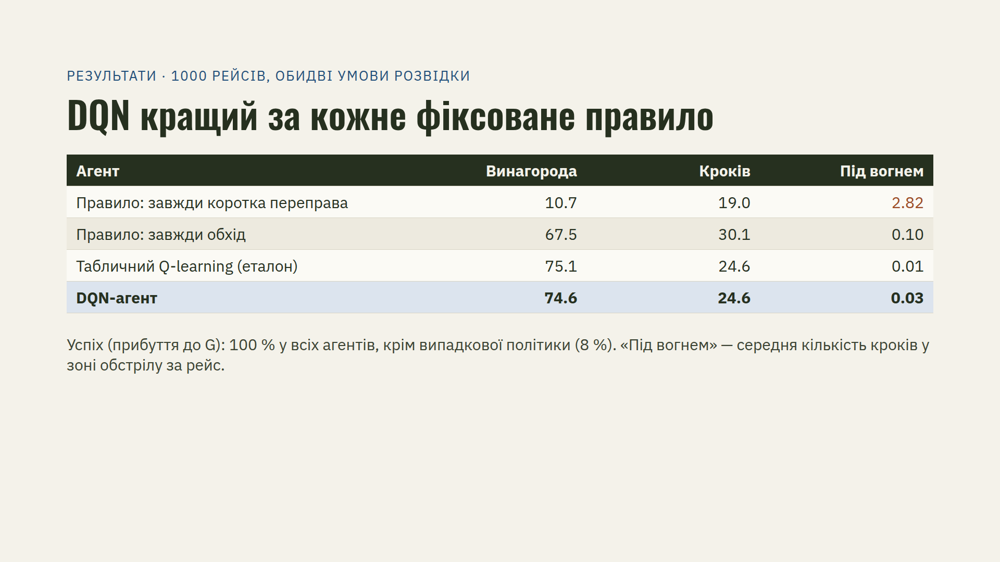 РЕЗУЛЬТАТИ · 1000 РЕЙСІВ, ОБИДВІ УМОВИ РОЗВІДКИ
DQN кращий за кожне фіксоване правило
Агент Винагорода Кроків Під вогнем
Правило: завжди коротка переправа 10.7 19.0 2.82
Правило: завжди обхід 67.5 30.1 0.10
Табличний Q-learning (еталон) 75.1 24.6 0.01
DQN-агент 74.6 24.6 0.03
Успіх (прибуття до G): 100 % у всіх агентів, крім випадкової політики (8 %). «Під вогнем» — середня кількість кроків у
зоні обстрілу за рейс.